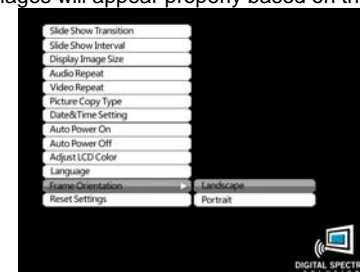 nages will appear properly based on th
Slide Show Transition
Slide Show Interval
Display Image Size
Audio Repeat
Video Repeat
Picture Copy Type
Date&Time Setting
Auto Power On
Auto Power Off
Adjust LCD Color
Language
Frame Orientation
Landscape
Reset Settings
Portrait
DIGITAL SPECTR